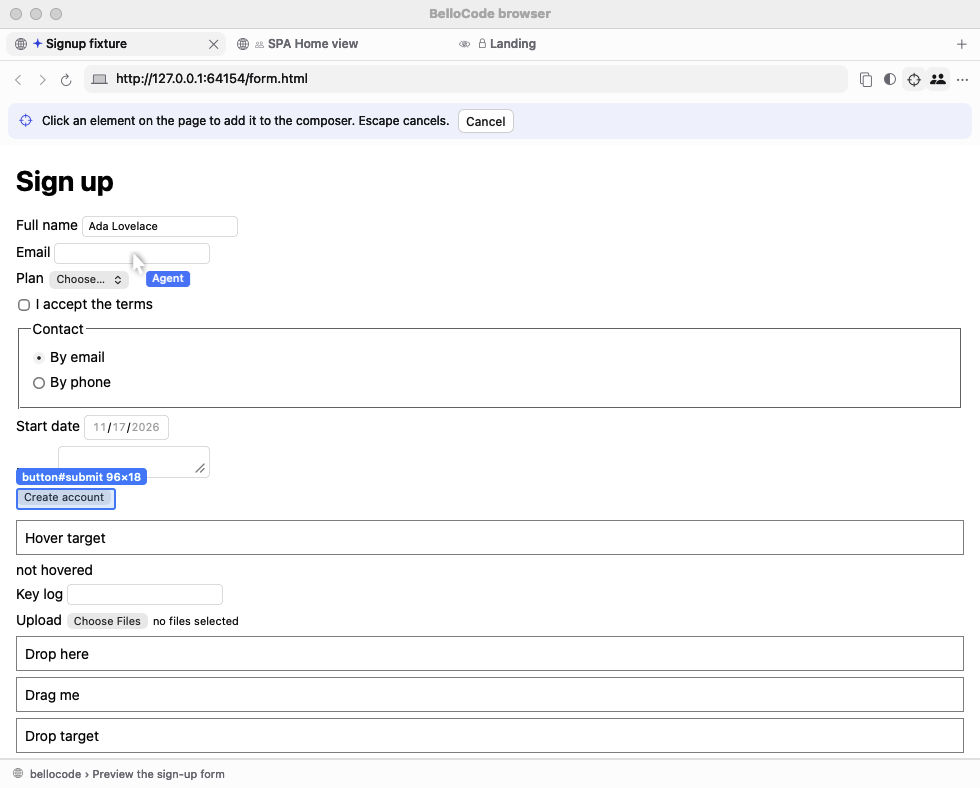 BelloCode browser
Signup fixture
SPA Home view
Landing
http://127.0.0.1:64154/form.html
Click an element on the page to add it to the composer. Escape cancels.
Cancel
Sign up
Full name
Ada Lovelace
Email
Plan
Choose...
Agent
I accept the terms
Contact
By email
By phone
Start date
11/17/2026
button#submit 96×18
Create account
Hover target
not hovered
Key log
Upload
Choose Files
no files selected
Drop here
Drag me
Drop target
bellocode › Preview the sign-up form